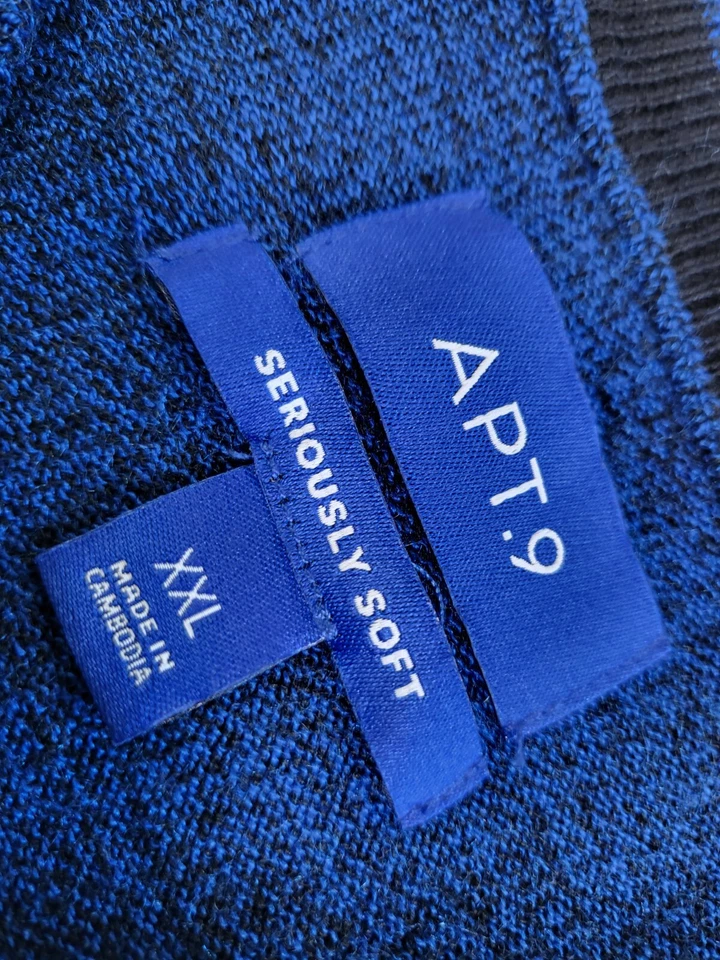 APT.9
SERIOUSLY SOFT
XXL
MADE IN
CAMBODIA